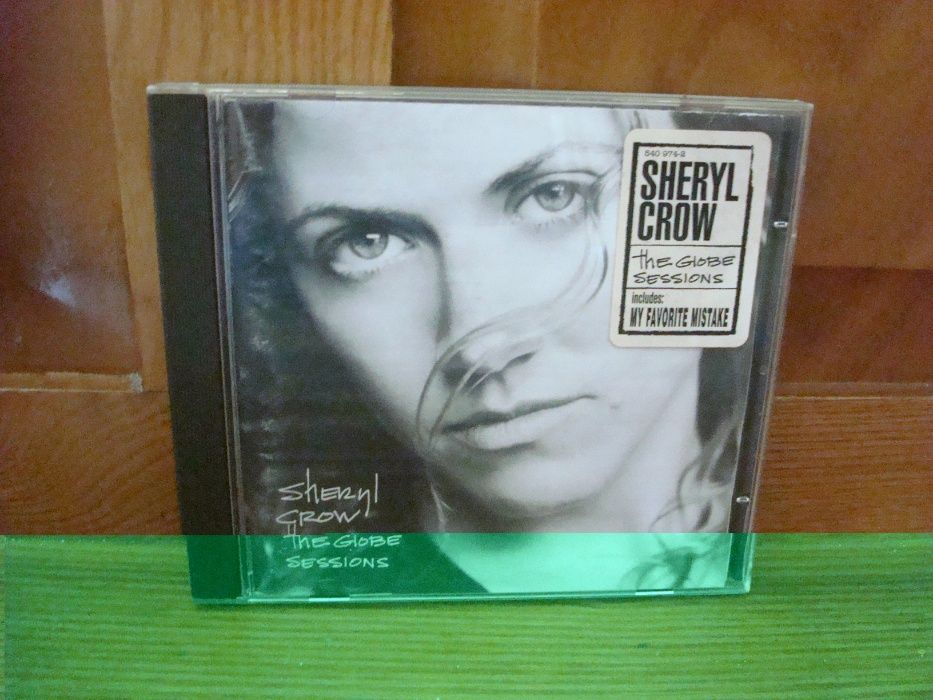 540 974-2
SHERYL
CROW
the GLOBE
SESSIONS
includes:
MY FAVORITE MISTAKE
sheryl
crow
the GLOBE
SESSIONS